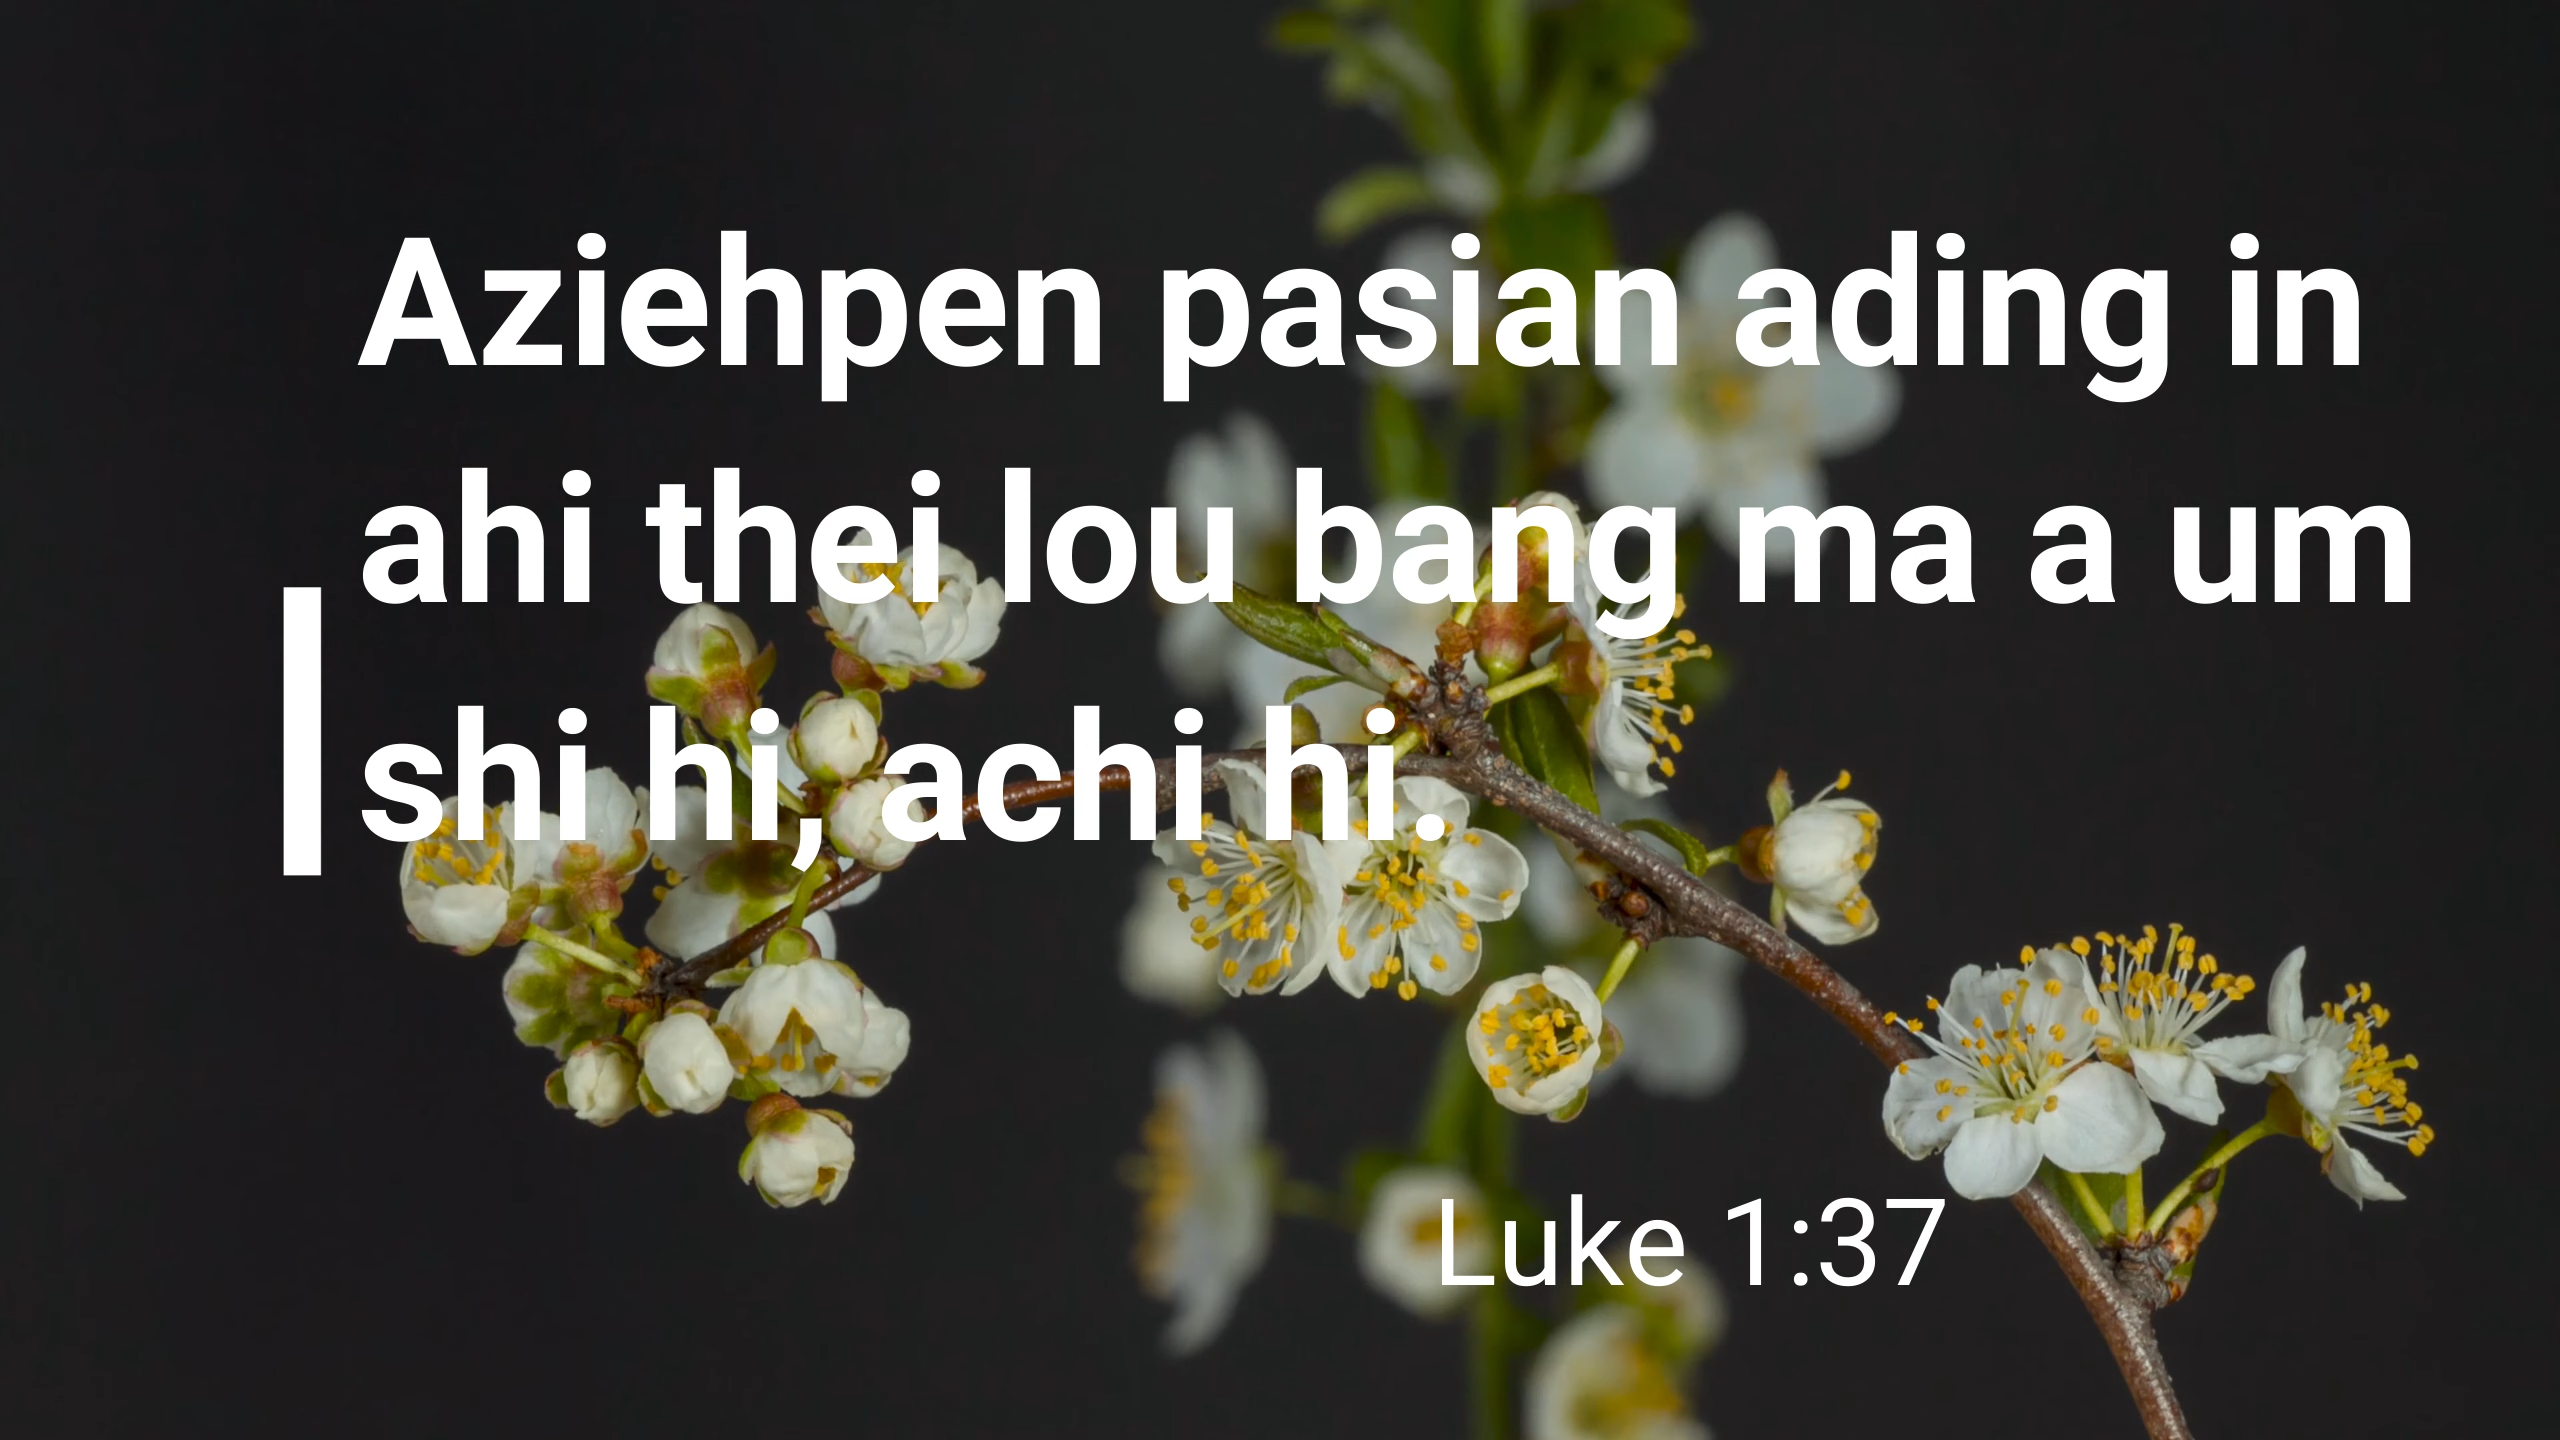 Aziehpen pasian ading in
ahi thei lou bang ma a um
shi hi, achi hi.
Luke 1:37